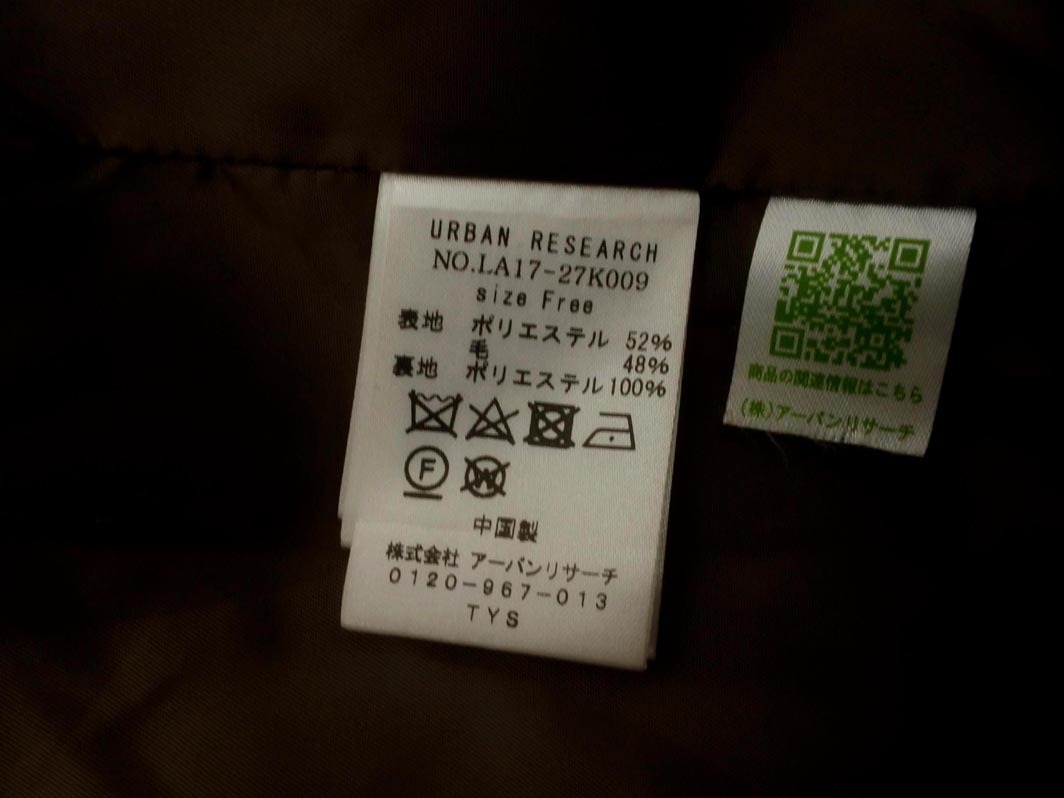 URBAN RESEARCH
NO.LA17-27K009
size Free
表地 ポリエステル 52%
毛 48%
裏地 ポリエステル 100%
F
W
中国製
株式会社 アーバンリサーチ
0120-967-013
TYS
商品の関連情報はこちら
(株)アーバンリサーチ